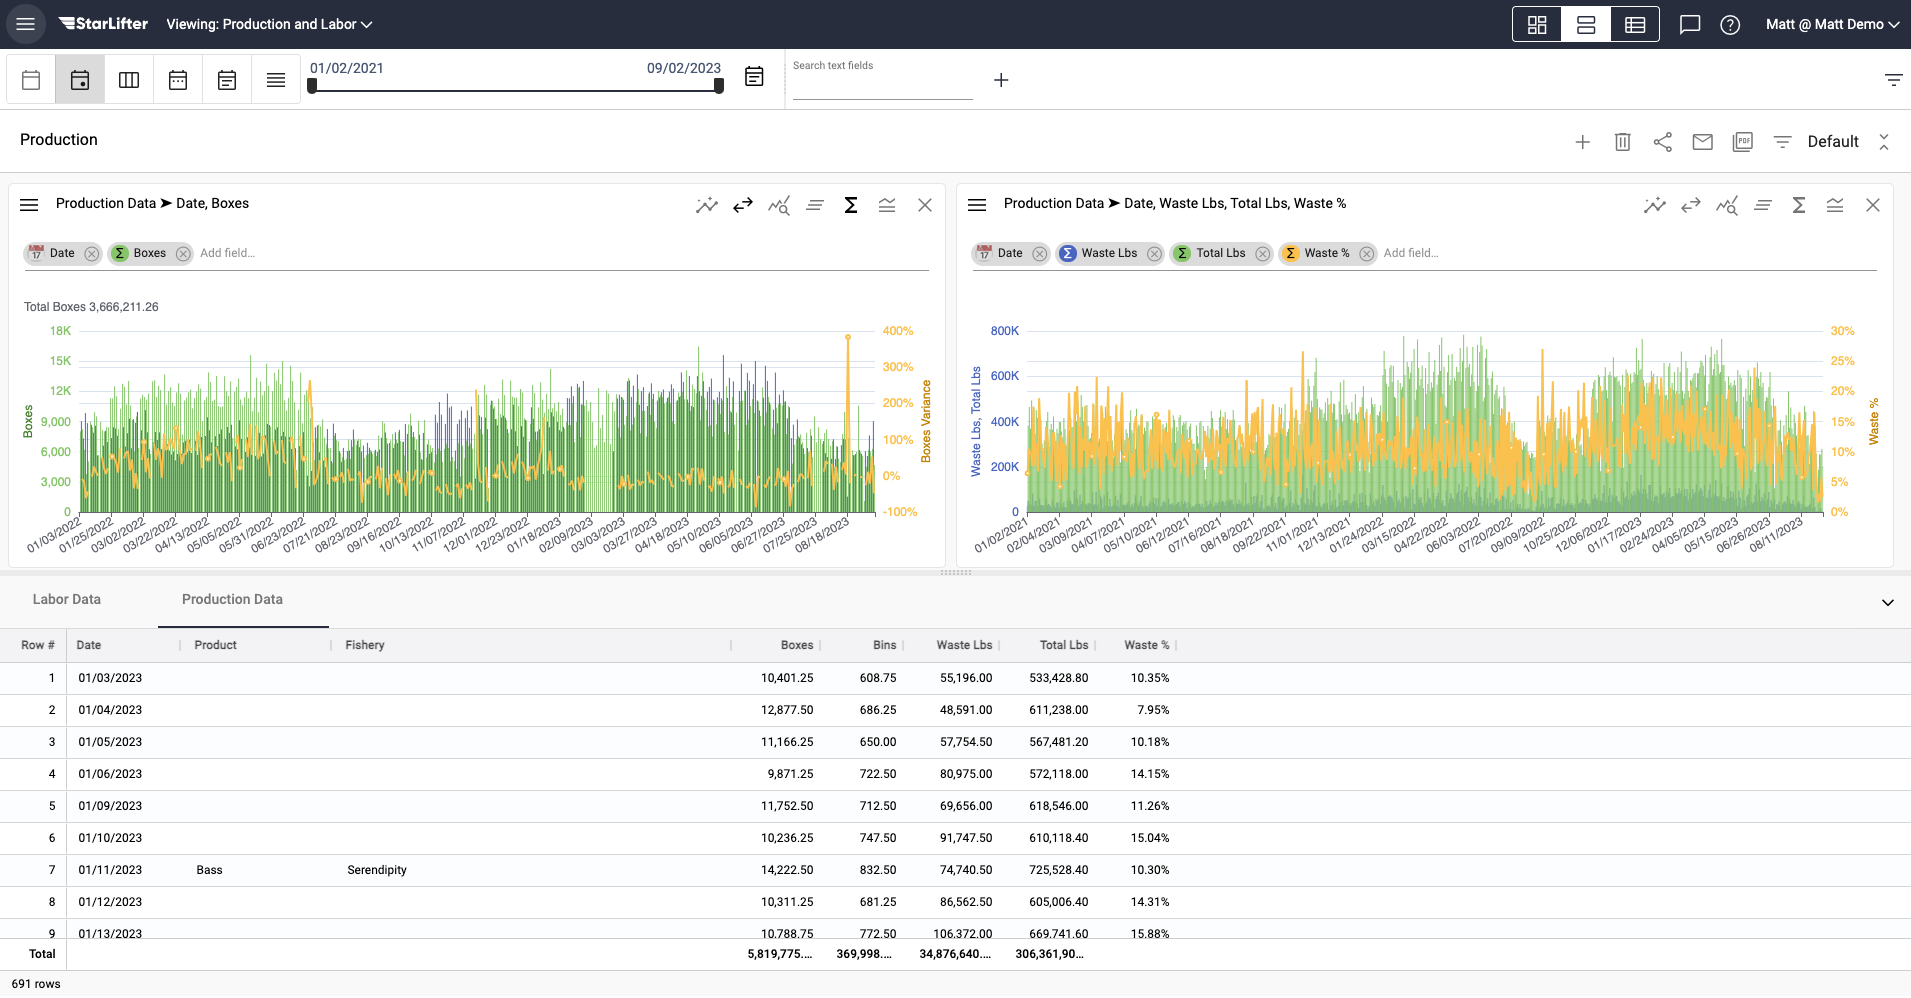 StarLifter Viewing: Production and Labor Matt @ Matt Demo
01/02/2021 09/02/2023 Search text fields
Production PDF Default
Production Data ➤ Date, Boxes
Date Σ Boxes Add field...
Total Boxes 3,666,211.26
18K 400%
15K 300%
12K 200%
9,000 100%
6,000 0%
3,000 -100%
0
Boxes
Boxes Variance
01/03/2022 01/25/2022 03/02/2022 03/22/2022 04/13/2022 05/05/2022 05/31/2022 06/23/2022 07/21/2022 08/23/2022 09/16/2022 10/13/2022 11/07/2022 12/01/2022 12/23/2022 01/18/2023 02/09/2023 03/03/2023 03/27/2023 04/18/2023 05/10/2023 06/05/2023 06/27/2023 07/25/2023 08/18/2023
Production Data ➤ Date, Waste Lbs, Total Lbs, Waste %
Date Σ Waste Lbs Σ Total Lbs Σ Waste % Add field...
800K 30%
600K 25%
400K 20%
200K 15%
0 10%
5%
0%
Waste Lbs, Total Lbs
Waste %
01/02/2021 02/04/2021 03/09/2021 04/07/2021 05/10/2021 06/12/2021 07/16/2021 08/18/2021 09/22/2021 11/01/2021 12/13/2021 01/24/2022 03/15/2022 04/22/2022 06/03/2022 07/20/2022 09/09/2022 10/25/2022 12/06/2022 01/17/2023 02/24/2023 04/05/2023 05/15/2023 06/26/2023 08/11/2023
Labor Data Production Data
Row # Date Product Fishery Boxes Bins Waste Lbs Total Lbs Waste %
1 01/03/2023 10,401.25 608.75 55,196.00 533,428.80 10.35%
2 01/04/2023 12,877.50 686.25 48,591.00 611,238.00 7.95%
3 01/05/2023 11,166.25 650.00 57,754.50 567,481.20 10.18%
4 01/06/2023 9,871.25 722.50 80,975.00 572,118.00 14.15%
5 01/09/2023 11,752.50 712.50 69,656.00 618,546.00 11.26%
6 01/10/2023 10,236.25 747.50 91,747.50 610,118.40 15.04%
7 01/11/2023 Bass Serendipity 14,222.50 832.50 74,740.50 725,528.40 10.30%
8 01/12/2023 10,311.25 681.25 86,562.50 605,006.40 14.31%
9 01/13/2023 10,788.75 772.50 106,372.00 669,741.60 15.88%
Total 5,819,775.... 369,998.... 34,876,640.... 306,361,90...
691 rows